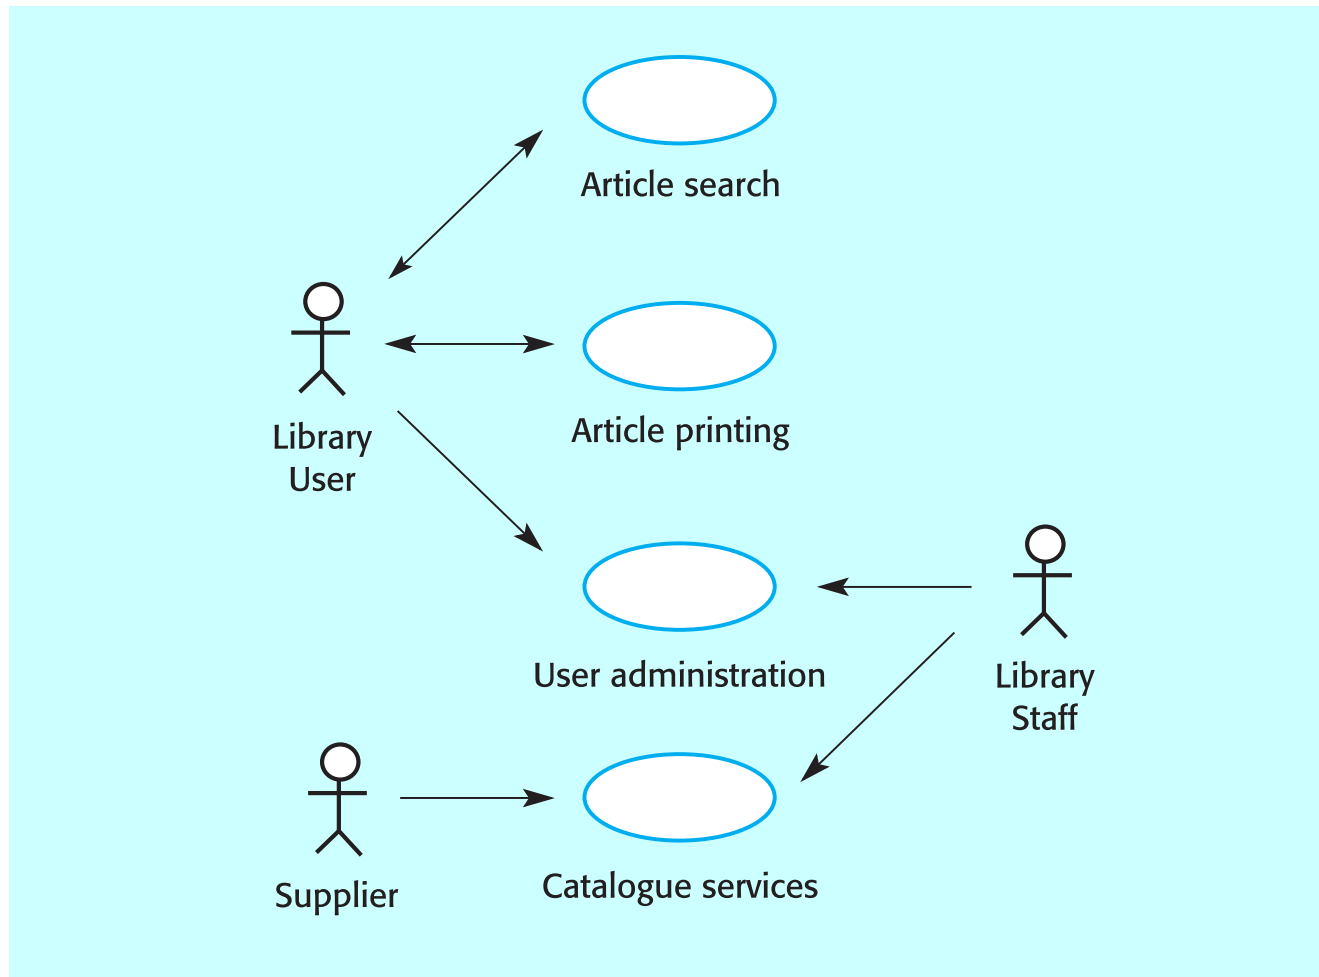 Article search
Article printing
Library
User
User administration
Library
Staff
Catalogue services
Supplier